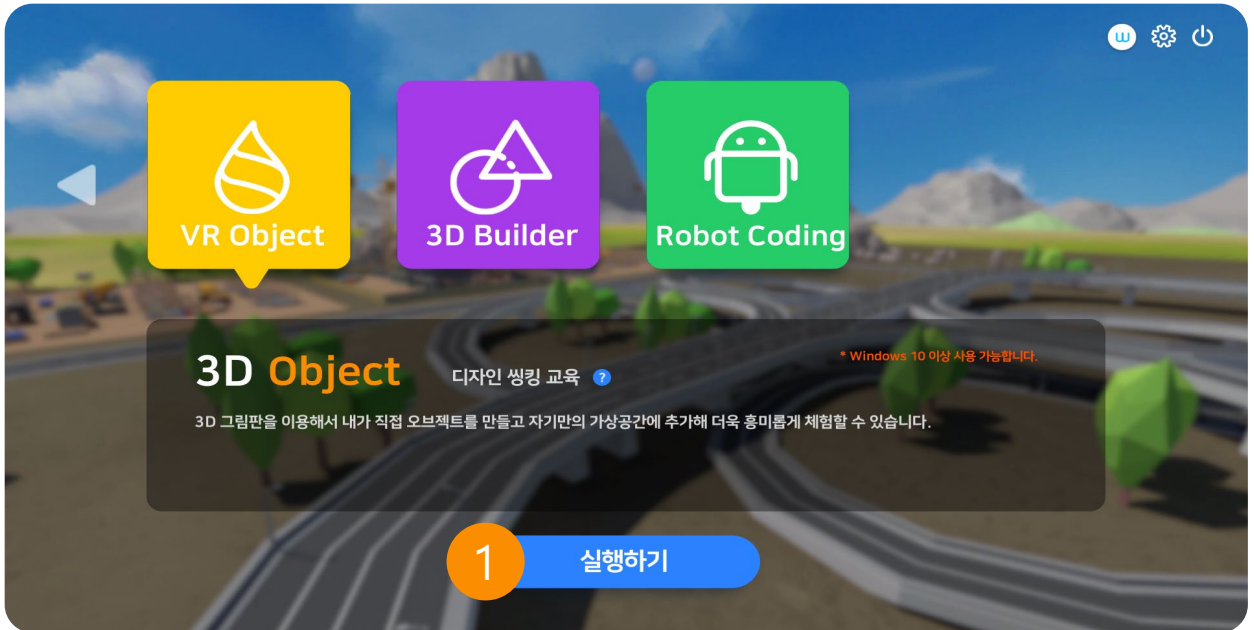 W
VR Object
3D Builder
Robot Coding
3D Object
디자인 씽킹 교육 ?
* Windows 10 이상 사용 가능합니다.
3D 그림판을 이용해서 내가 직접 오브젝트를 만들고 자기만의 가상공간에 추가해 더욱 흥미롭게 체험할 수 있습니다.
1 실행하기